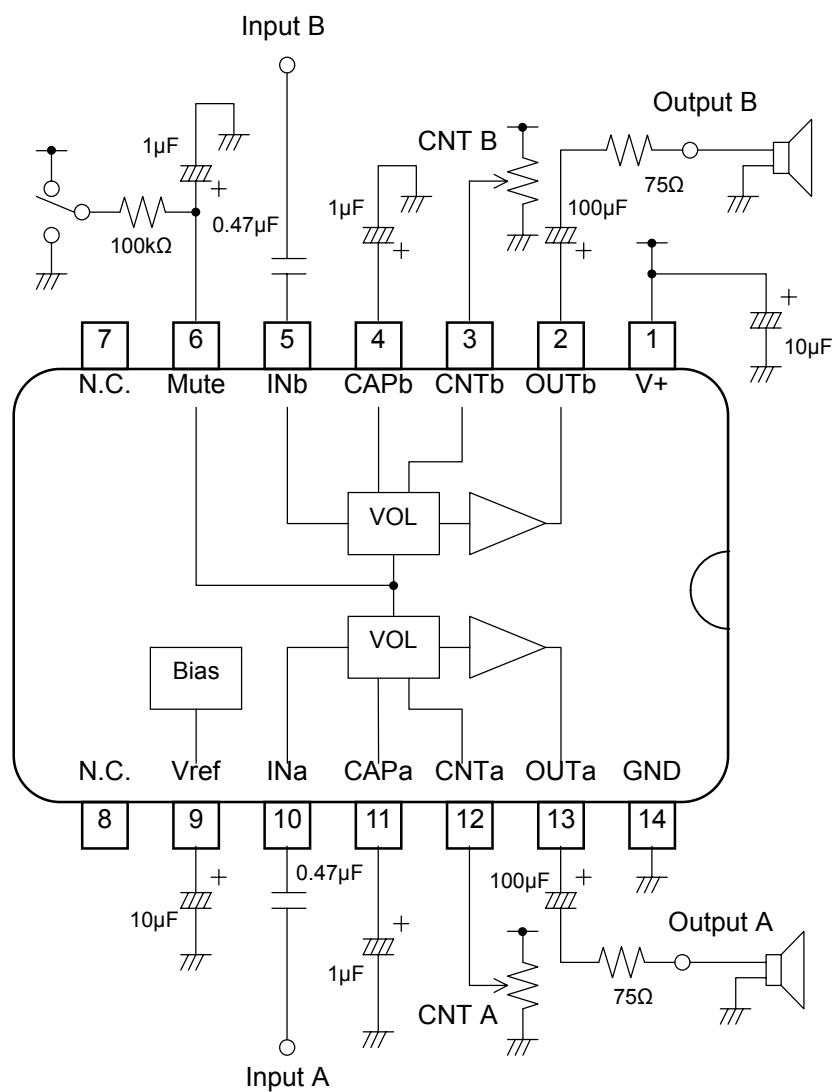 Input B
Output B
CNT B
1µF
1µF
75Ω
100µF
0.47µF
100kΩ
10µF
7 6 5 4 3 2 1
N.C. Mute INb CAPb CNTb OUTb V+
VOL
VOL
Bias
N.C. Vref INa CAPa CNTa OUTa GND
8 9 10 11 12 13 14
0.47µF
100µF
10µF
Output A
1µF
75Ω
CNT A
Input A
+
+
+
+
+
+
+
+